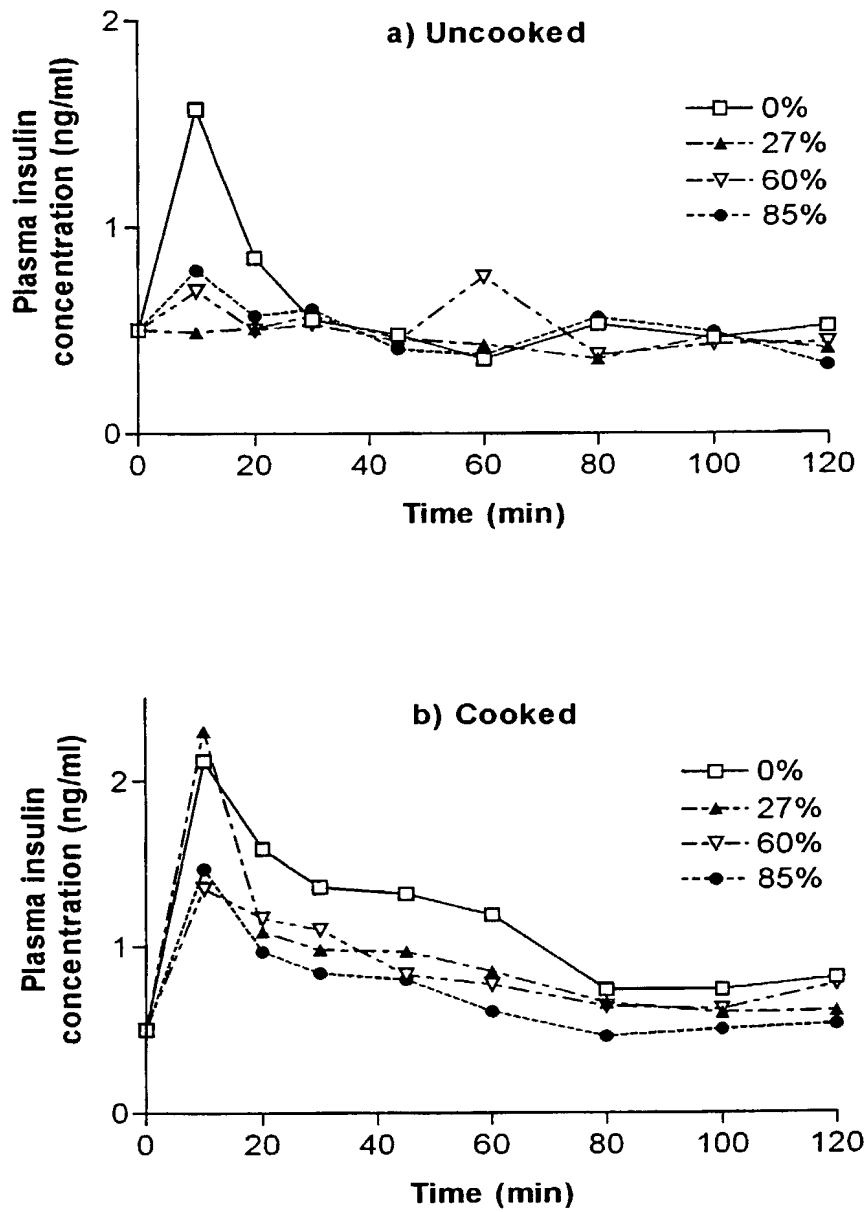 a) Uncooked
Plasma insulin
concentration (ng/ml)
2
1
0
0%
27%
60%
85%
0 20 40 60 80 100 120
Time (min)
b) Cooked
Plasma insulin
concentration (ng/ml)
2
1
0
0%
27%
60%
85%
0 20 40 60 80 100 120
Time (min)